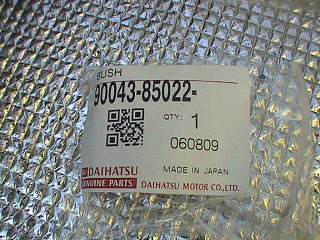 BUSH
90043-85022-
QTY: 1
060809
MADE IN JAPAN
DAIHATSU
GENUINE PARTS
DAIHATSU MOTOR CO.,LTD.